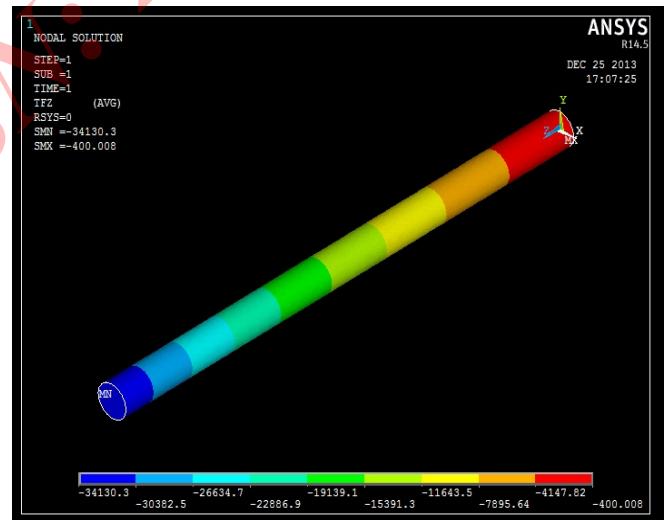 1
NODAL SOLUTION
STEP=1
SUB =1
TIME=1
TFZ (AVG)
RSYS=0
SMN =-34130.3
SMX =-400.008
ANSYS
R14.5
DEC 25 2013
17:07:25
Y
Z X
MX
MN
-34130.3 -26634.7 -19139.1 -11643.5 -4147.82
-30382.5 -22886.9 -15391.3 -7895.64 -400.008